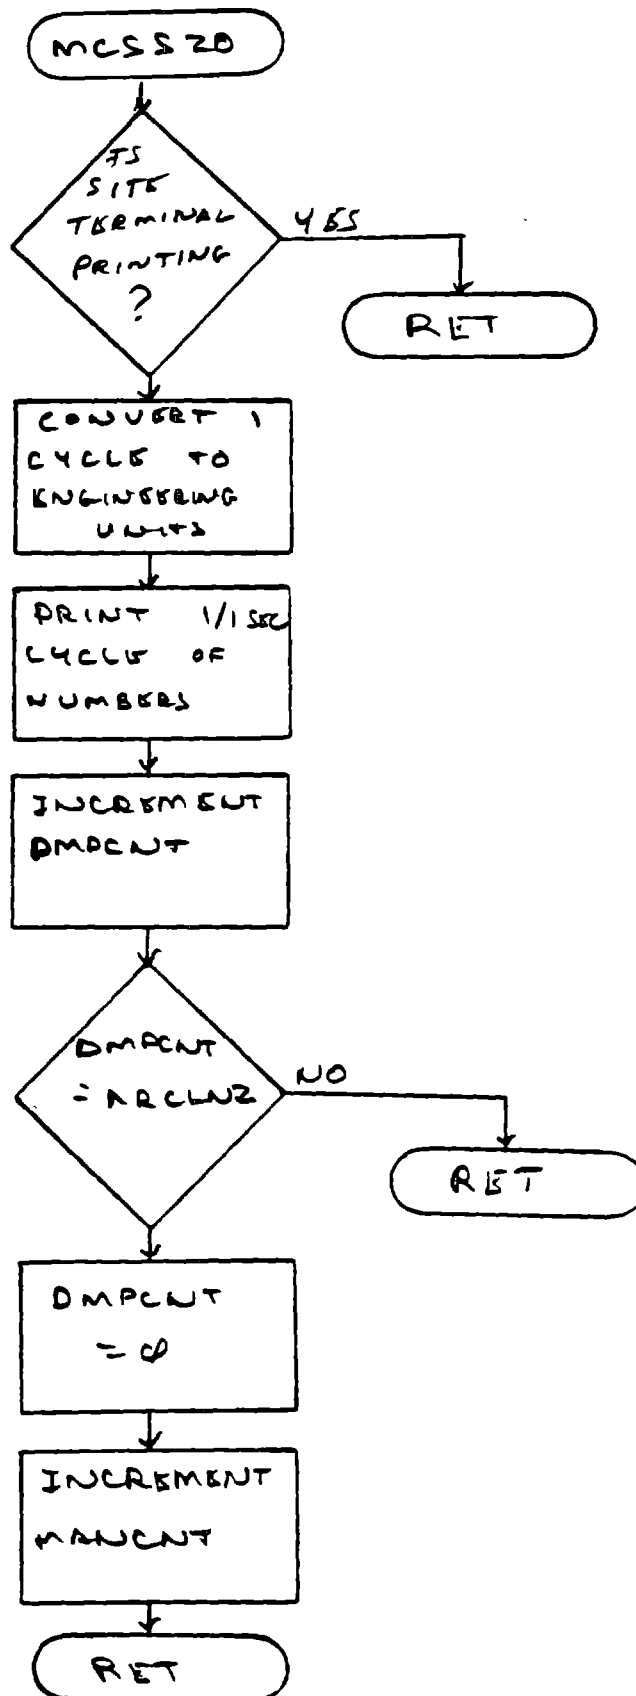 MCSS20
IS
SITE
TERMINAL
PRINTING
?
YES
RET
CONVERT 1
CYCLE TO
ENGINEERING
UNITS
PRINT 1/1 SEC
CYCLE OF
NUMBERS
INCREMENT
DMPCNT
DMPCNT
= ARCLN2
NO
RET
DMPCNT
= Ø
INCREMENT
MANCNT
RET